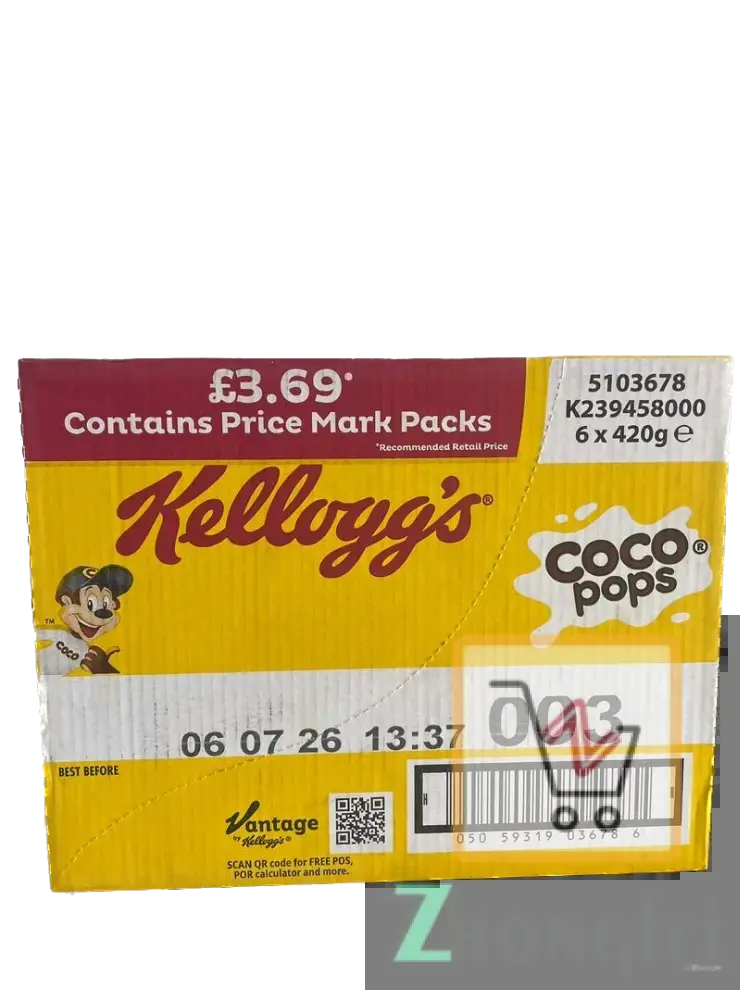 £3.69*
Contains Price Mark Packs
*Recommended Retail Price
5103678
K239458000
6 x 420g e
Kellogg's®
coco®
pops
TM
COCO
06 07 26 13:37
003
BEST BEFORE
Vantage
by Kellogg's®
SCAN QR code for FREE POS,
POR calculator and more.
H
050 59319 03678 6